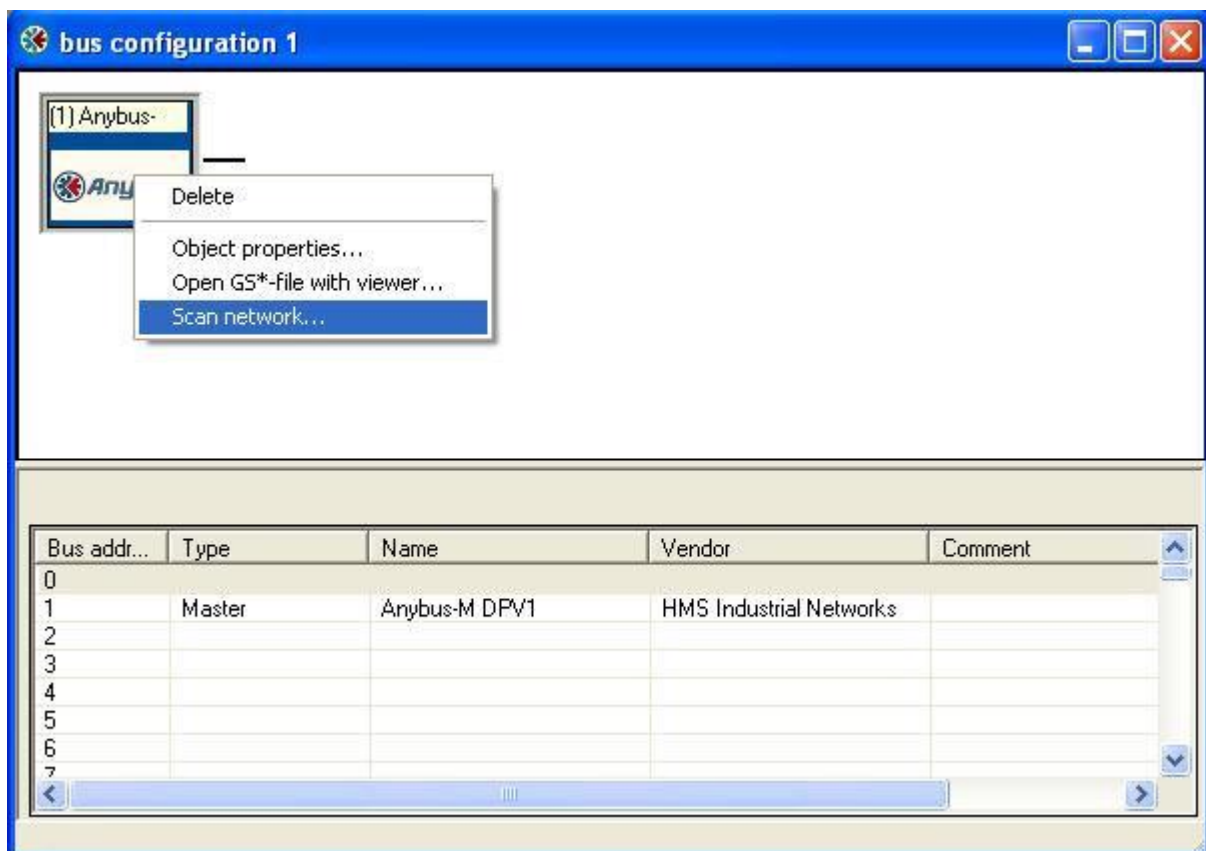 bus configuration 1
(1) Anybus-
Any
Delete
Object properties...
Open GS*-file with viewer...
Scan network...
Bus addr... Type Name Vendor Comment
0
1 Master Anybus-M DPV1 HMS Industrial Networks
2
3
4
5
6
7